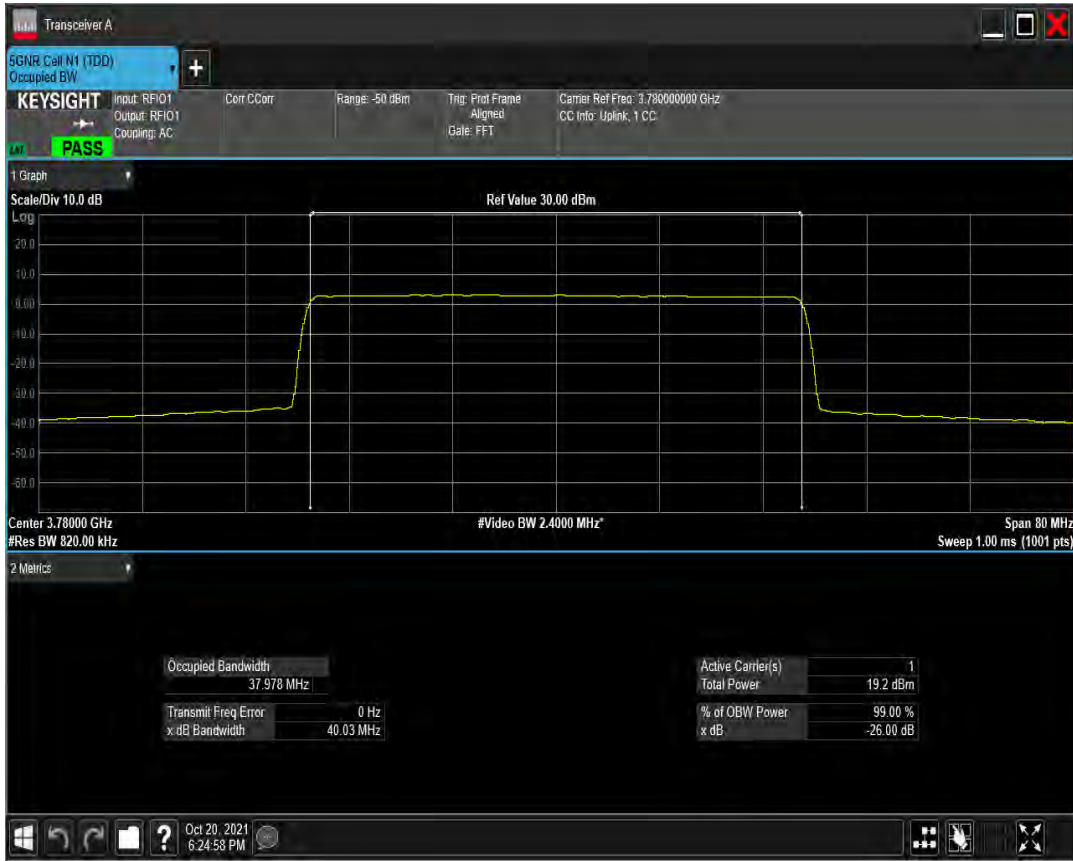 Transceiver A
5GNR Cell N1 (TDD)
Occupied BW
KEYSIGHT
Input: RFIO1
Output: RFIO1
Coupling: AC
Corr CCorr
Range: -50 dBm
Trig: Prot Frame
Aligned
Gate: FFT
Carrier Ref Freq: 3.780000000 GHz
CC Info: Uplink, 1 CC
PASS
1 Graph
Scale/Div 10.0 dB
Ref Value 30.00 dBm
Log
20.0
10.0
0.00
-10.0
-20.0
-30.0
-40.0
-50.0
-60.0
Center 3.78000 GHz
#Video BW 2.4000 MHz*
Span 80 MHz
#Res BW 820.00 kHz
Sweep 1.00 ms (1001 pts)
2 Metrics
Occupied Bandwidth
37.978 MHz
Transmit Freq Error 0 Hz
x dB Bandwidth 40.03 MHz
Active Carrier(s) 1
Total Power 19.2 dBm
% of OBW Power 99.00 %
x dB -26.00 dB
?
Oct 20, 2021
6:24:58 PM